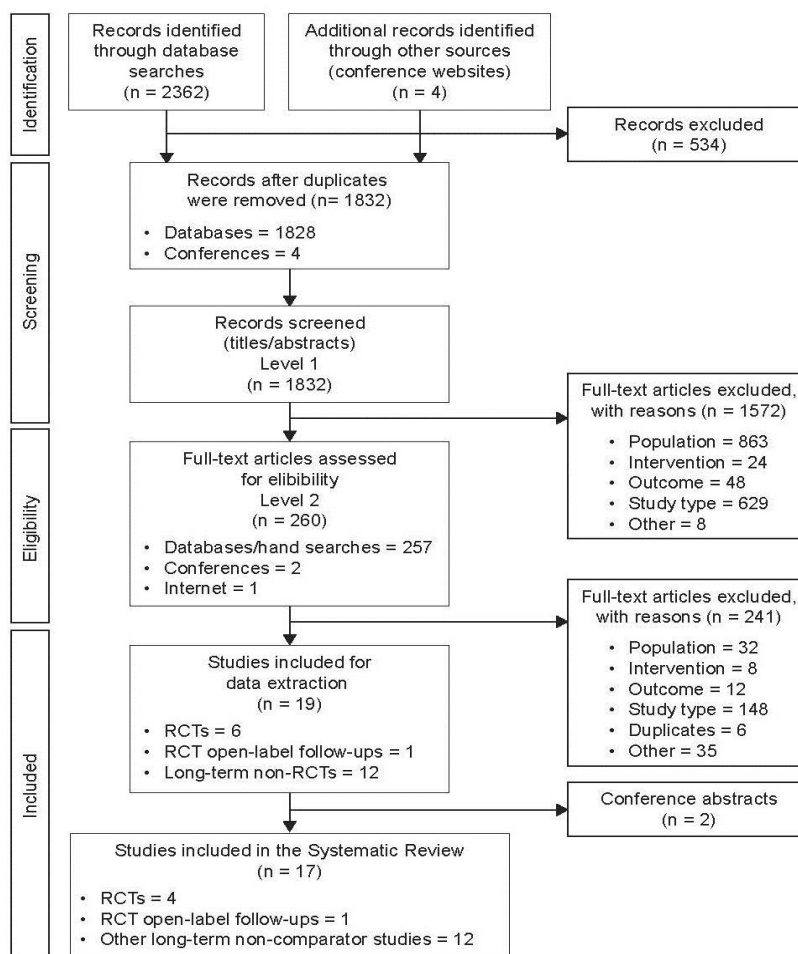 Identification
Records identified
through database
searches
(n = 2362)
Additional records identified
through other sources
(conference websites)
(n = 4)
Records excluded
(n = 534)
Screening
Records after duplicates
were removed (n= 1832)
• Databases = 1828
• Conferences = 4
Records screened
(titles/abstracts)
Level 1
(n = 1832)
Full-text articles excluded,
with reasons (n = 1572)
• Population = 863
• Intervention = 24
• Outcome = 48
• Study type = 629
• Other = 8
Eligibility
Full-text articles assessed
for elibibility
Level 2
(n = 260)
• Databases/hand searches = 257
• Conferences = 2
• Internet = 1
Full-text articles excluded,
with reasons (n = 241)
• Population = 32
• Intervention = 8
• Outcome = 12
• Study type = 148
• Duplicates = 6
• Other = 35
Included
Studies included for
data extraction
(n = 19)
• RCTs = 6
• RCT open-label follow-ups = 1
• Long-term non-RCTs = 12
Conference abstracts
(n = 2)
Studies included in the Systematic Review
(n = 17)
• RCTs = 4
• RCT open-label follow-ups = 1
• Other long-term non-comparator studies = 12